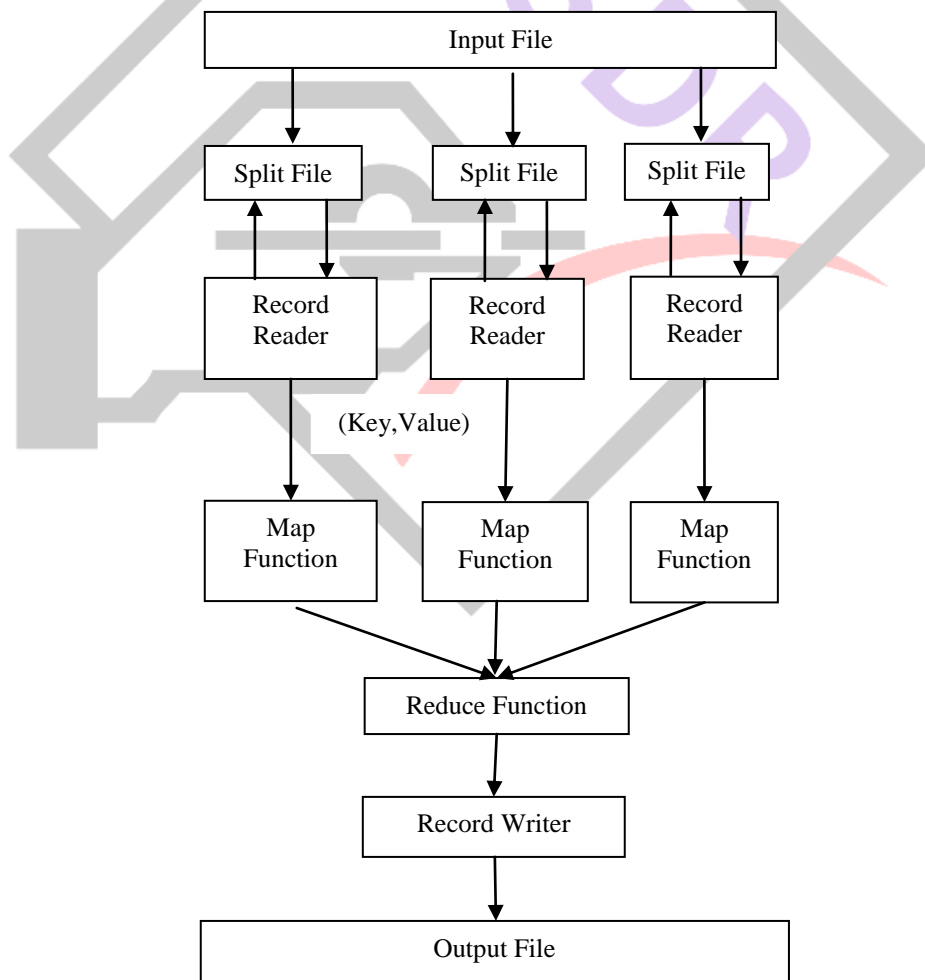 Input File
Split File
Split File
Split File
Record
Reader
Record
Reader
Record
Reader
(Key,Value)
Map
Function
Map
Function
Map
Function
Reduce Function
Record Writer
Output File